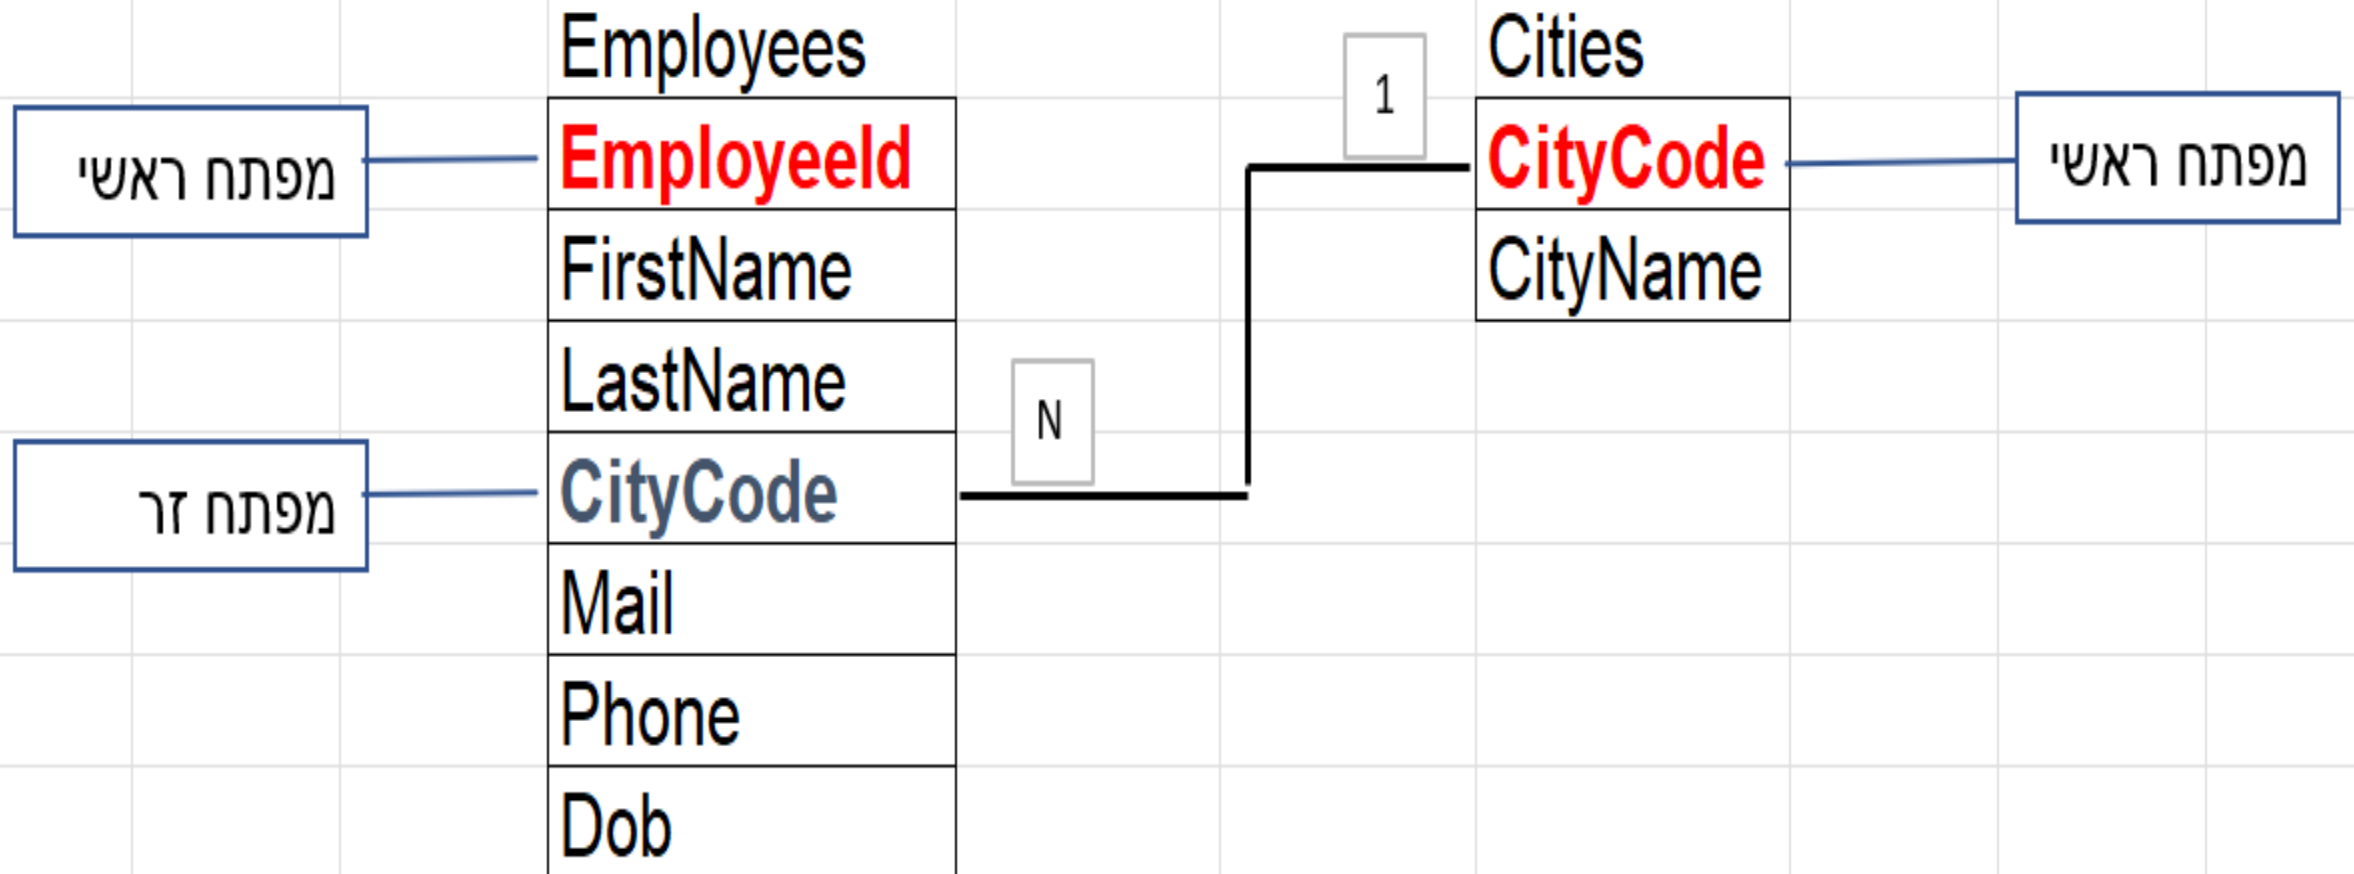 Employees
Cities
1
מפתח ראשי
EmployeeId
CityCode
מפתח ראשי
FirstName
CityName
LastName
N
מפתח זר
CityCode
Mail
Phone
Dob